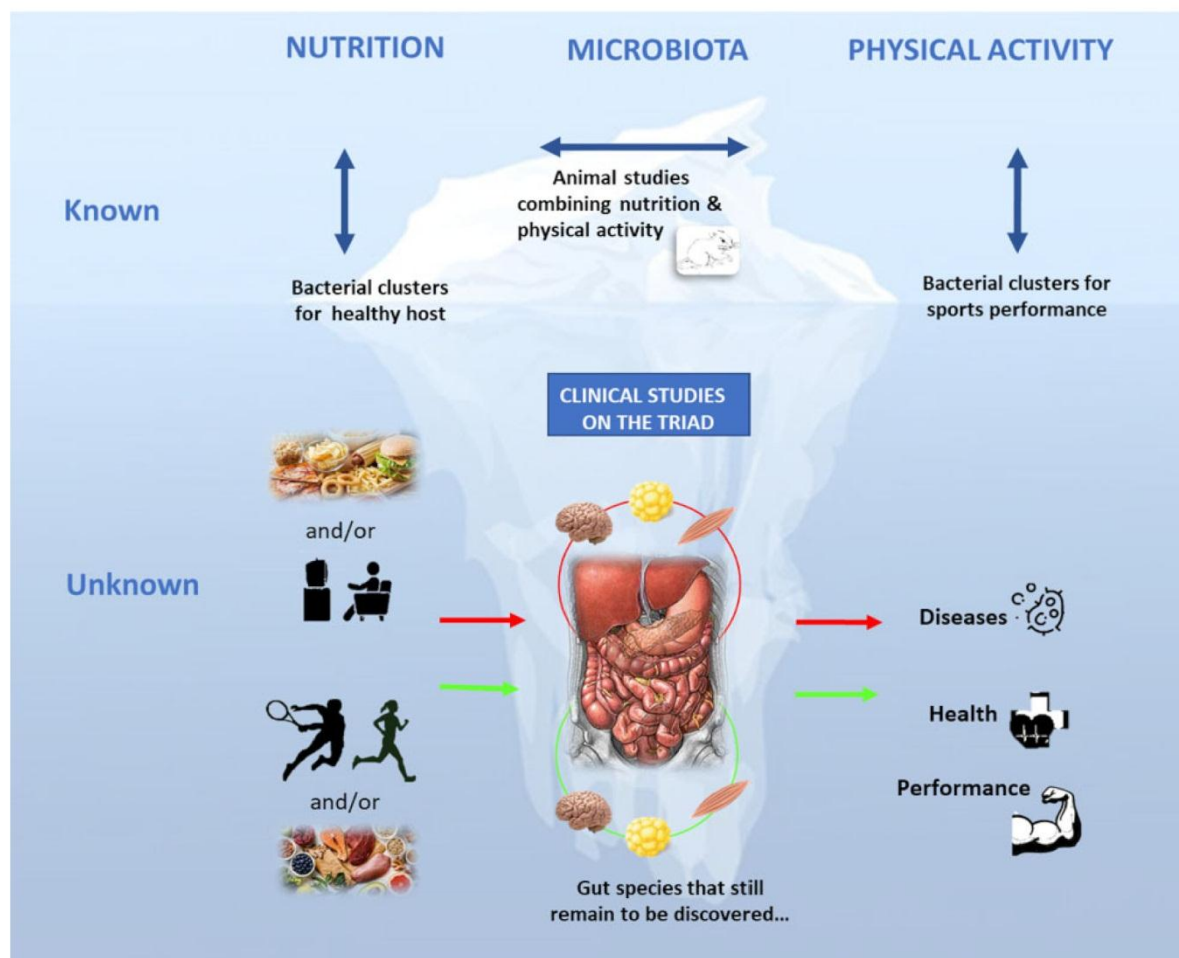 NUTRITION
MICROBIOTA
PHYSICAL ACTIVITY
Known
Animal studies
combining nutrition &
physical activity
Bacterial clusters
for healthy host
Bacterial clusters for
sports performance
CLINICAL STUDIES
ON THE TRIAD
and/or
Unknown
Diseases
Health
Performance
and/or
Gut species that still
remain to be discovered...